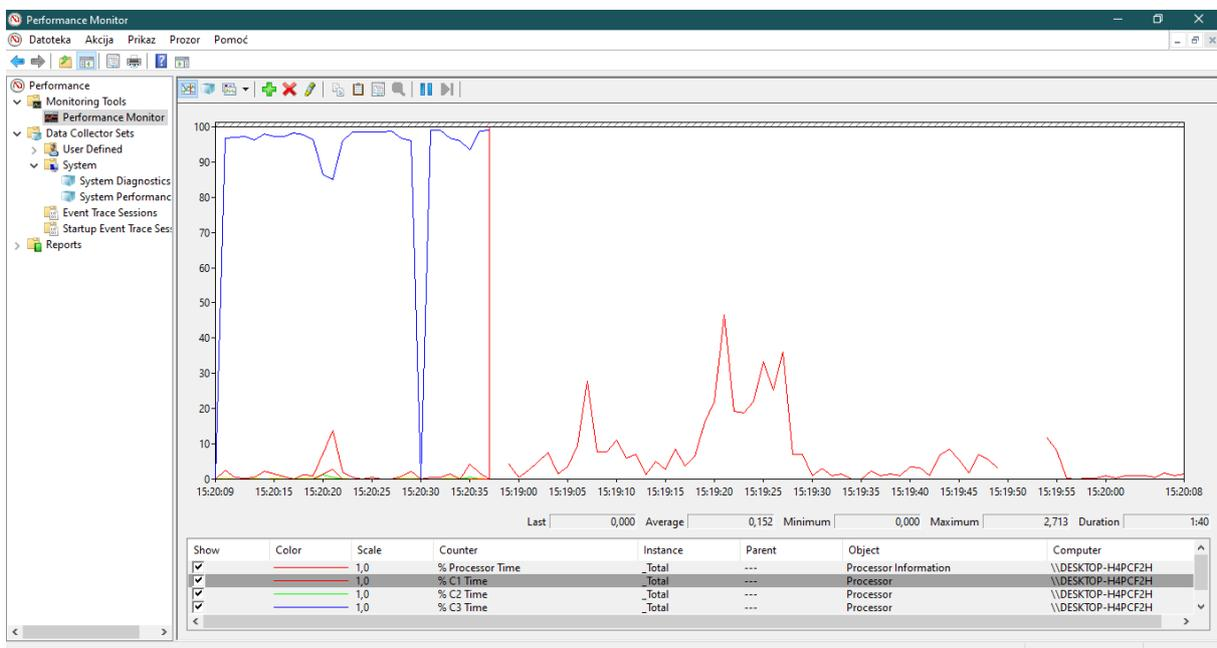 Performance Monitor
Datoteka Akcija Prikaz Prozor Pomoć
Performance
Monitoring Tools
Performance Monitor
Data Collector Sets
User Defined
System
System Diagnostics
System Performanc
Event Trace Sessions
Startup Event Trace Ses
Reports
100
90
80
70
60
50
40
30
20
10
0
15:20:09 15:20:15 15:20:20 15:20:25 15:20:30 15:20:35 15:19:00 15:19:05 15:19:10 15:19:15 15:19:20 15:19:25 15:19:30 15:19:35 15:19:40 15:19:45 15:19:50 15:19:55 15:20:00 15:20:08
Last 0,000 Average 0,152 Minimum 0,000 Maximum 2,713 Duration 1:40
Show Color Scale Counter Instance Parent Object Computer
1,0 % Processor Time _Total --- Processor Information \\DESKTOP-H4PCF2H
1,0 % C1 Time _Total --- Processor \\DESKTOP-H4PCF2H
1,0 % C2 Time _Total --- Processor \\DESKTOP-H4PCF2H
1,0 % C3 Time _Total --- Processor \\DESKTOP-H4PCF2H